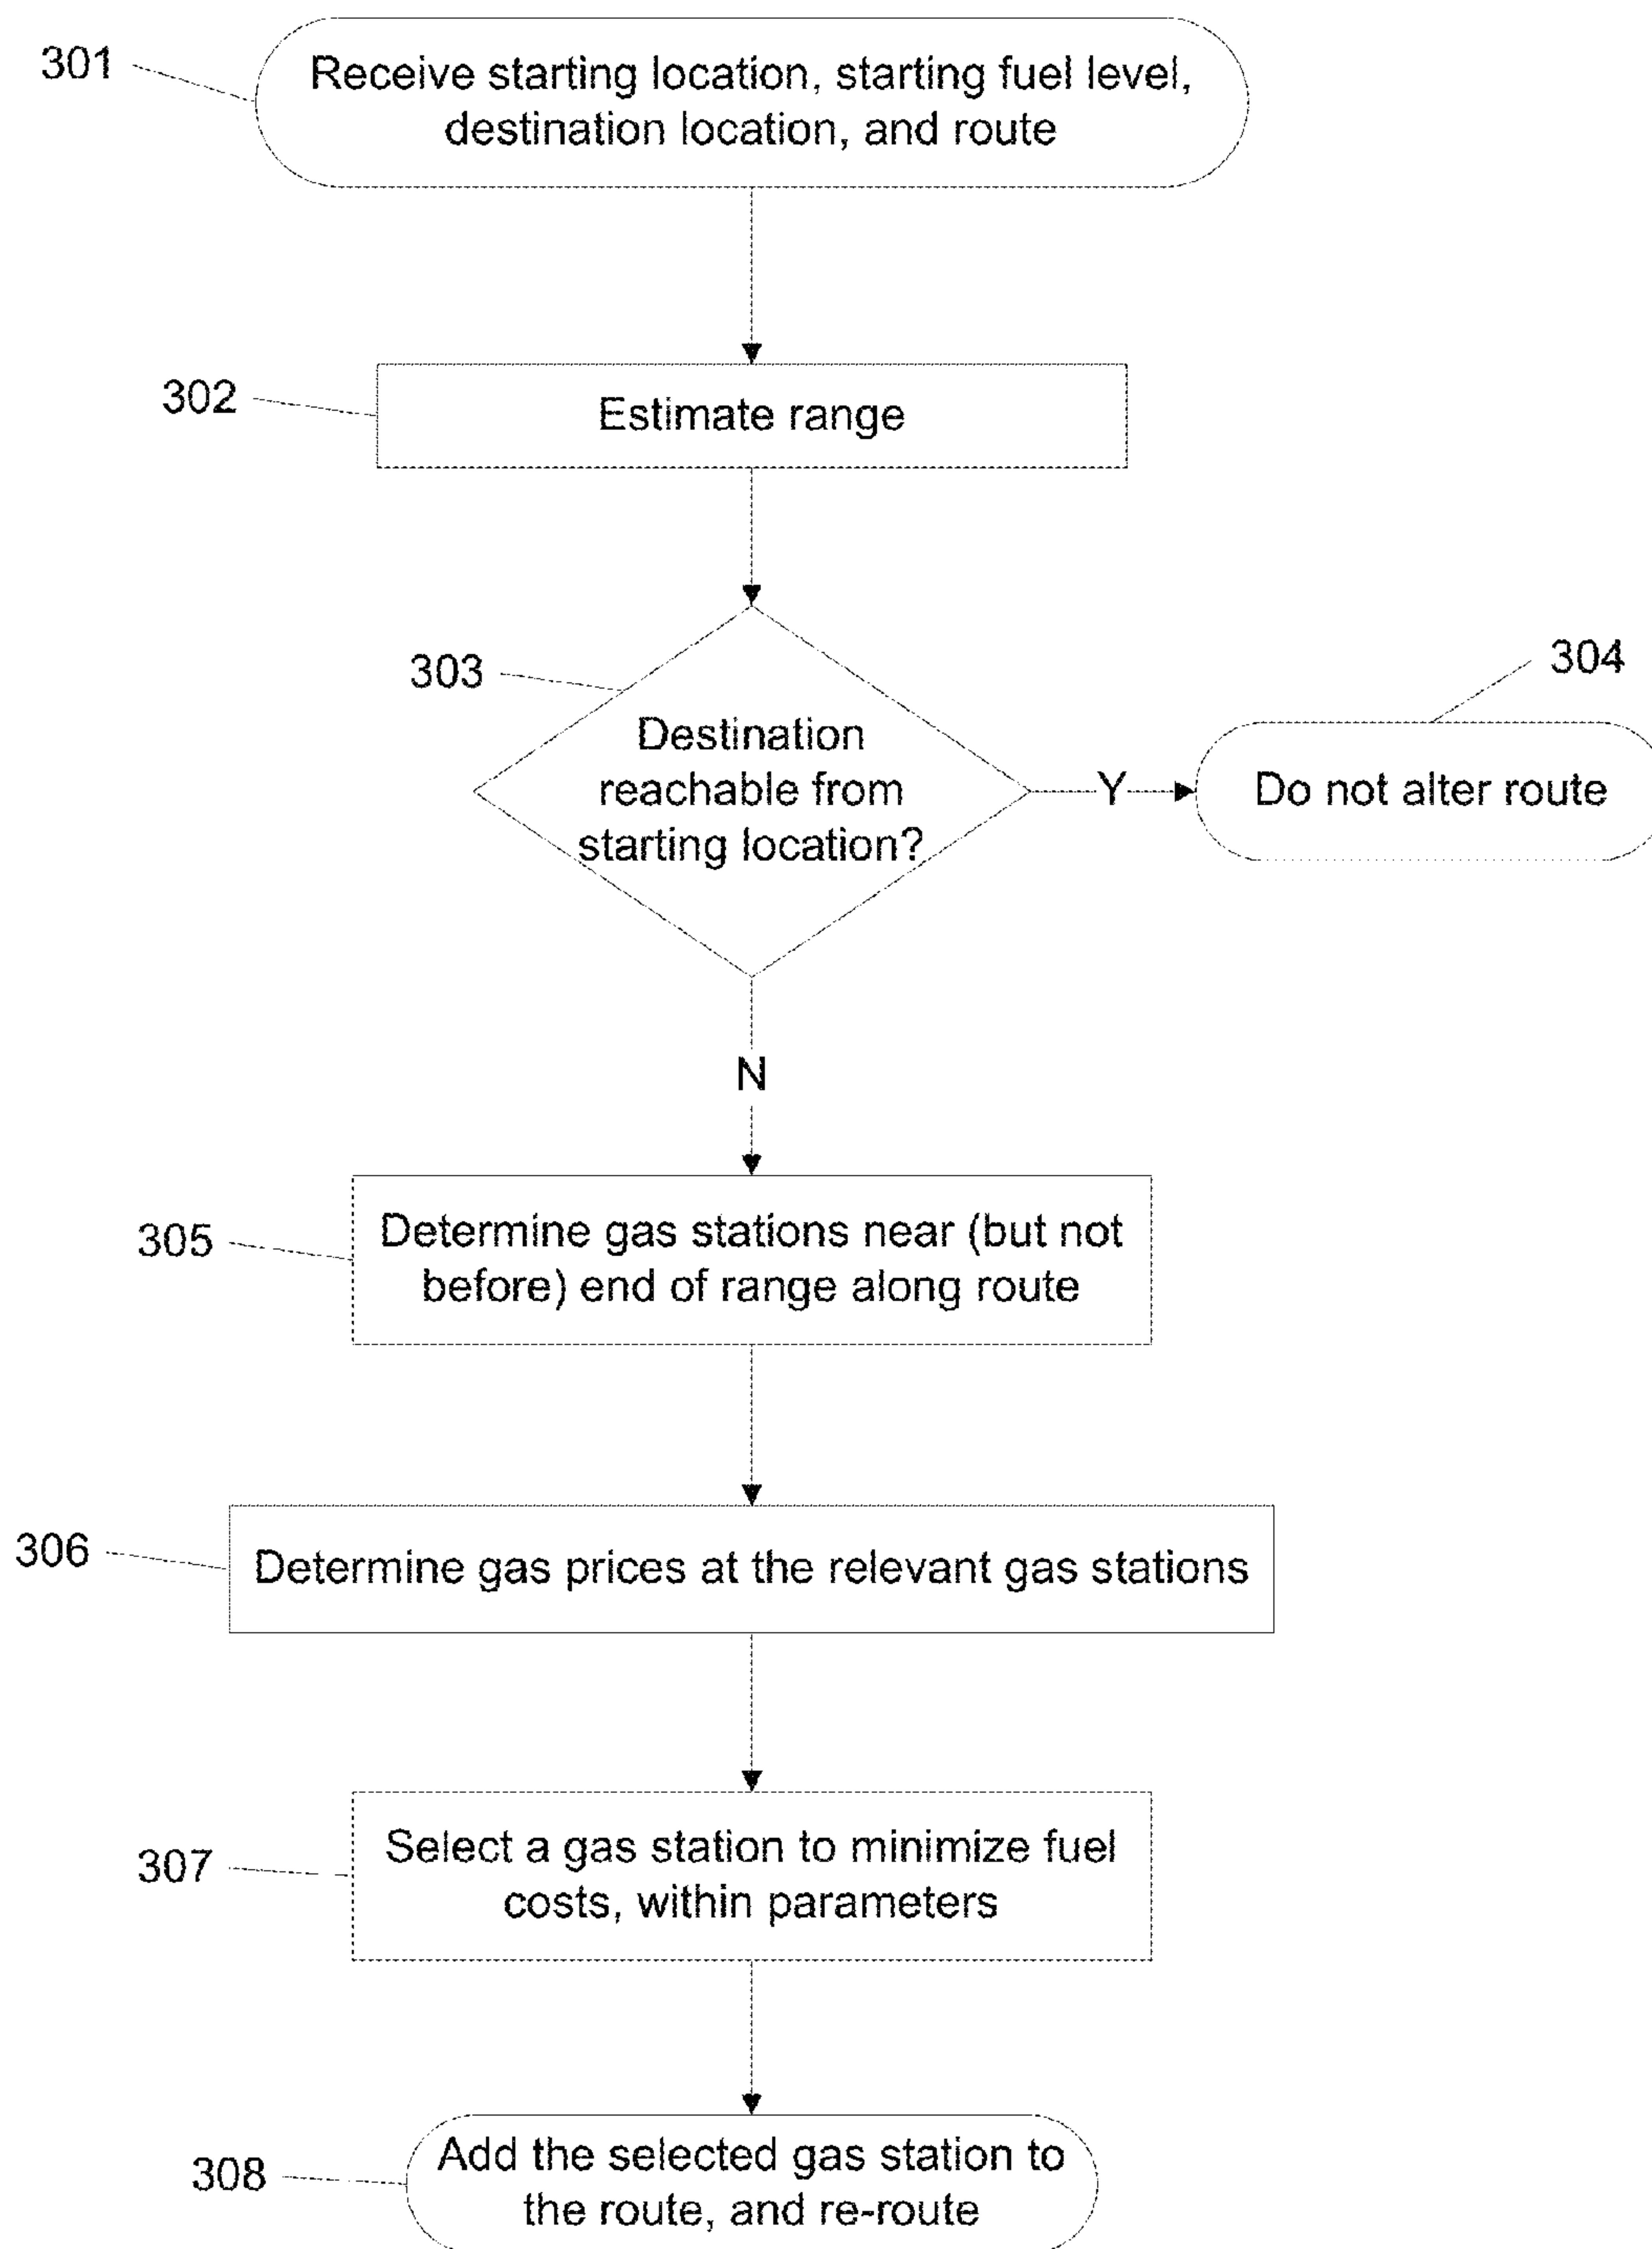 301
Receive starting location, starting fuel level,
destination location, and route
302
Estimate range
303
Destination
reachable from
starting location?
Y
304
Do not alter route
N
305
Determine gas stations near (but not
before) end of range along route
306
Determine gas prices at the relevant gas stations
307
Select a gas station to minimize fuel
costs, within parameters
308
Add the selected gas station to
the route, and re-route